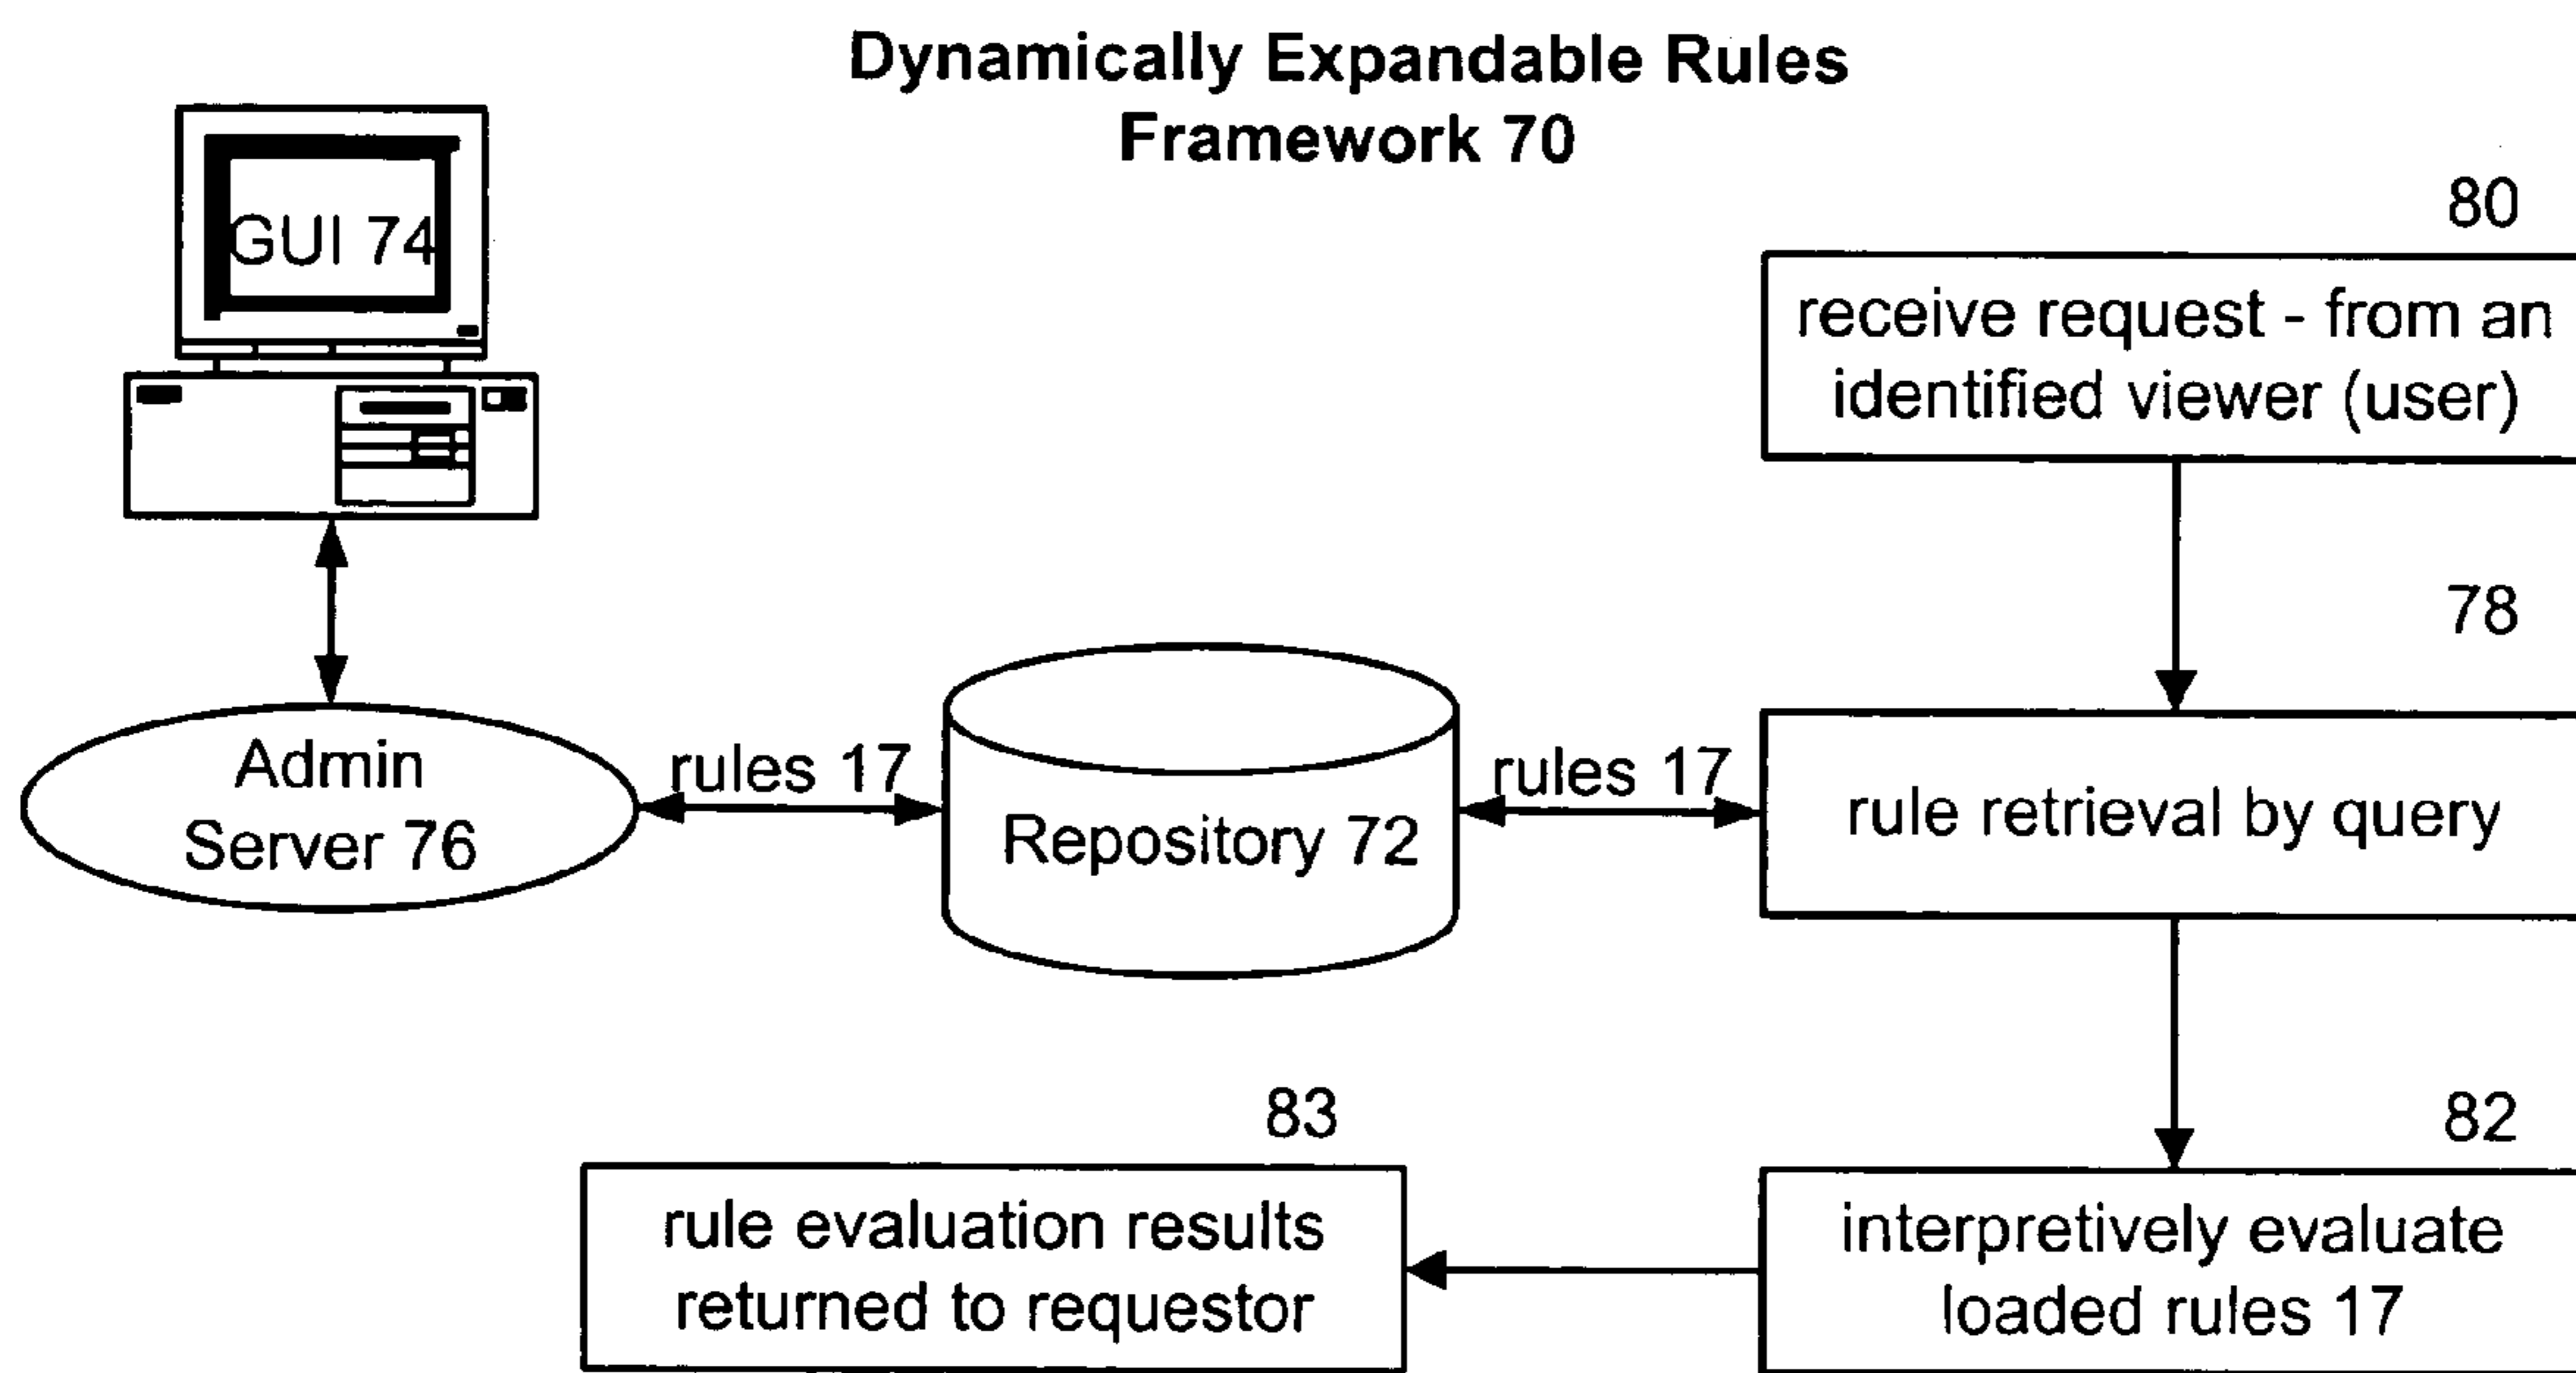 Dynamically Expandable Rules
Framework 70
GUI 74
80
receive request - from an
identified viewer (user)
78
Admin
Server 76
rules 17
Repository 72
rules 17
rule retrieval by query
83
rule evaluation results
returned to requestor
82
interpretively evaluate
loaded rules 17